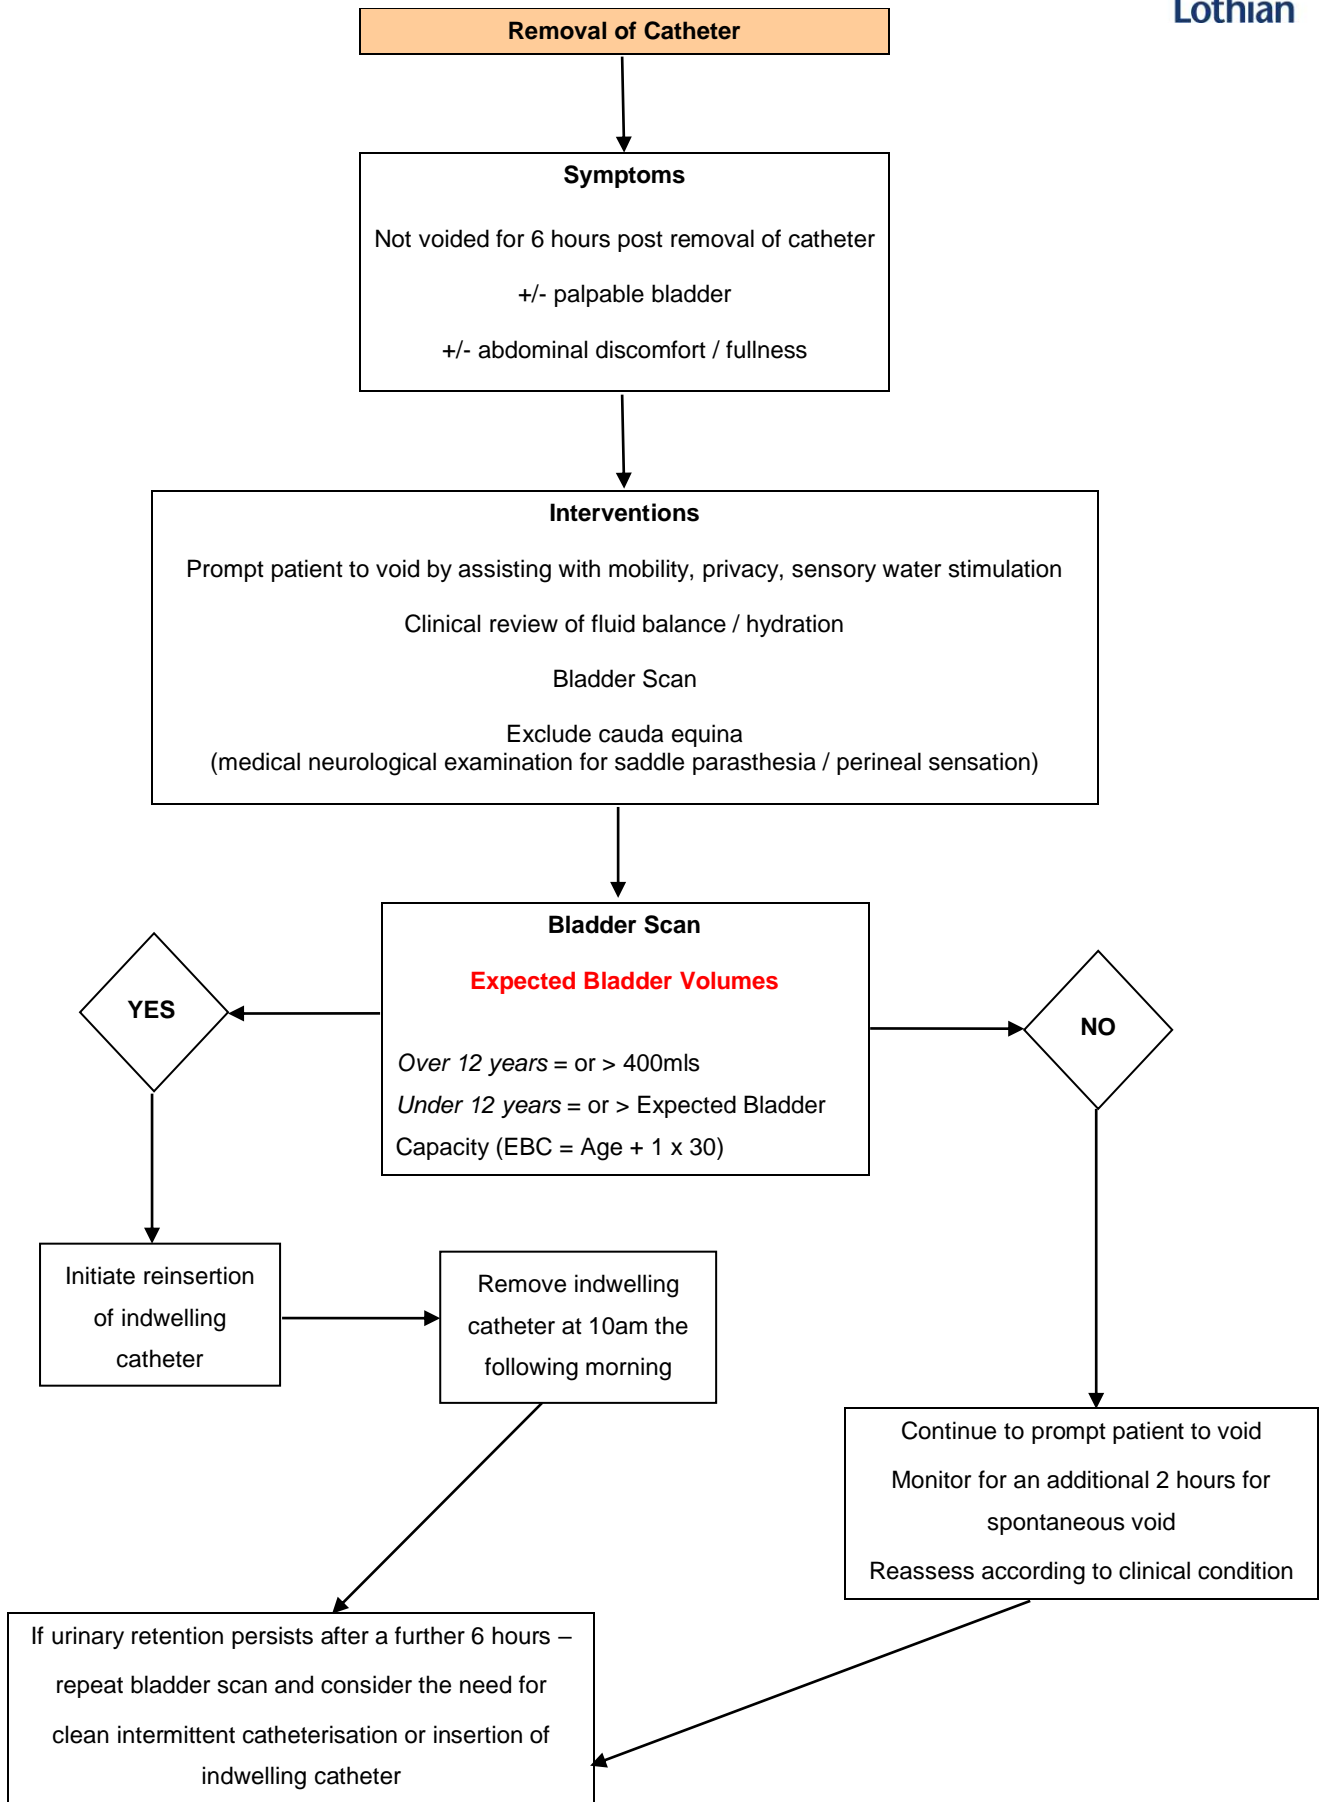 Lothian
Removal of Catheter
Symptoms
Not voided for 6 hours post removal of catheter
+/- palpable bladder
+/- abdominal discomfort / fullness
Interventions
Prompt patient to void by assisting with mobility, privacy, sensory water stimulation
Clinical review of fluid balance / hydration
Bladder Scan
Exclude cauda equina
(medical neurological examination for saddle parasthesia / perineal sensation)
Bladder Scan
Expected Bladder Volumes
Over 12 years = or > 400mls
Under 12 years = or > Expected Bladder
Capacity (EBC = Age + 1 x 30)
YES
NO
Initiate reinsertion
of indwelling
catheter
Remove indwelling
catheter at 10am the
following morning
Continue to prompt patient to void
Monitor for an additional 2 hours for
spontaneous void
Reassess according to clinical condition
If urinary retention persists after a further 6 hours –
repeat bladder scan and consider the need for
clean intermittent catheterisation or insertion of
indwelling catheter